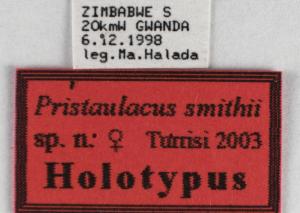 ZIMBABWE S
20kmW GWANDA
6.12.1998
leg.Ma.Halada
Pristaulacus smithii
sp. n.: ♀ Turrisi 2003
Holotypus